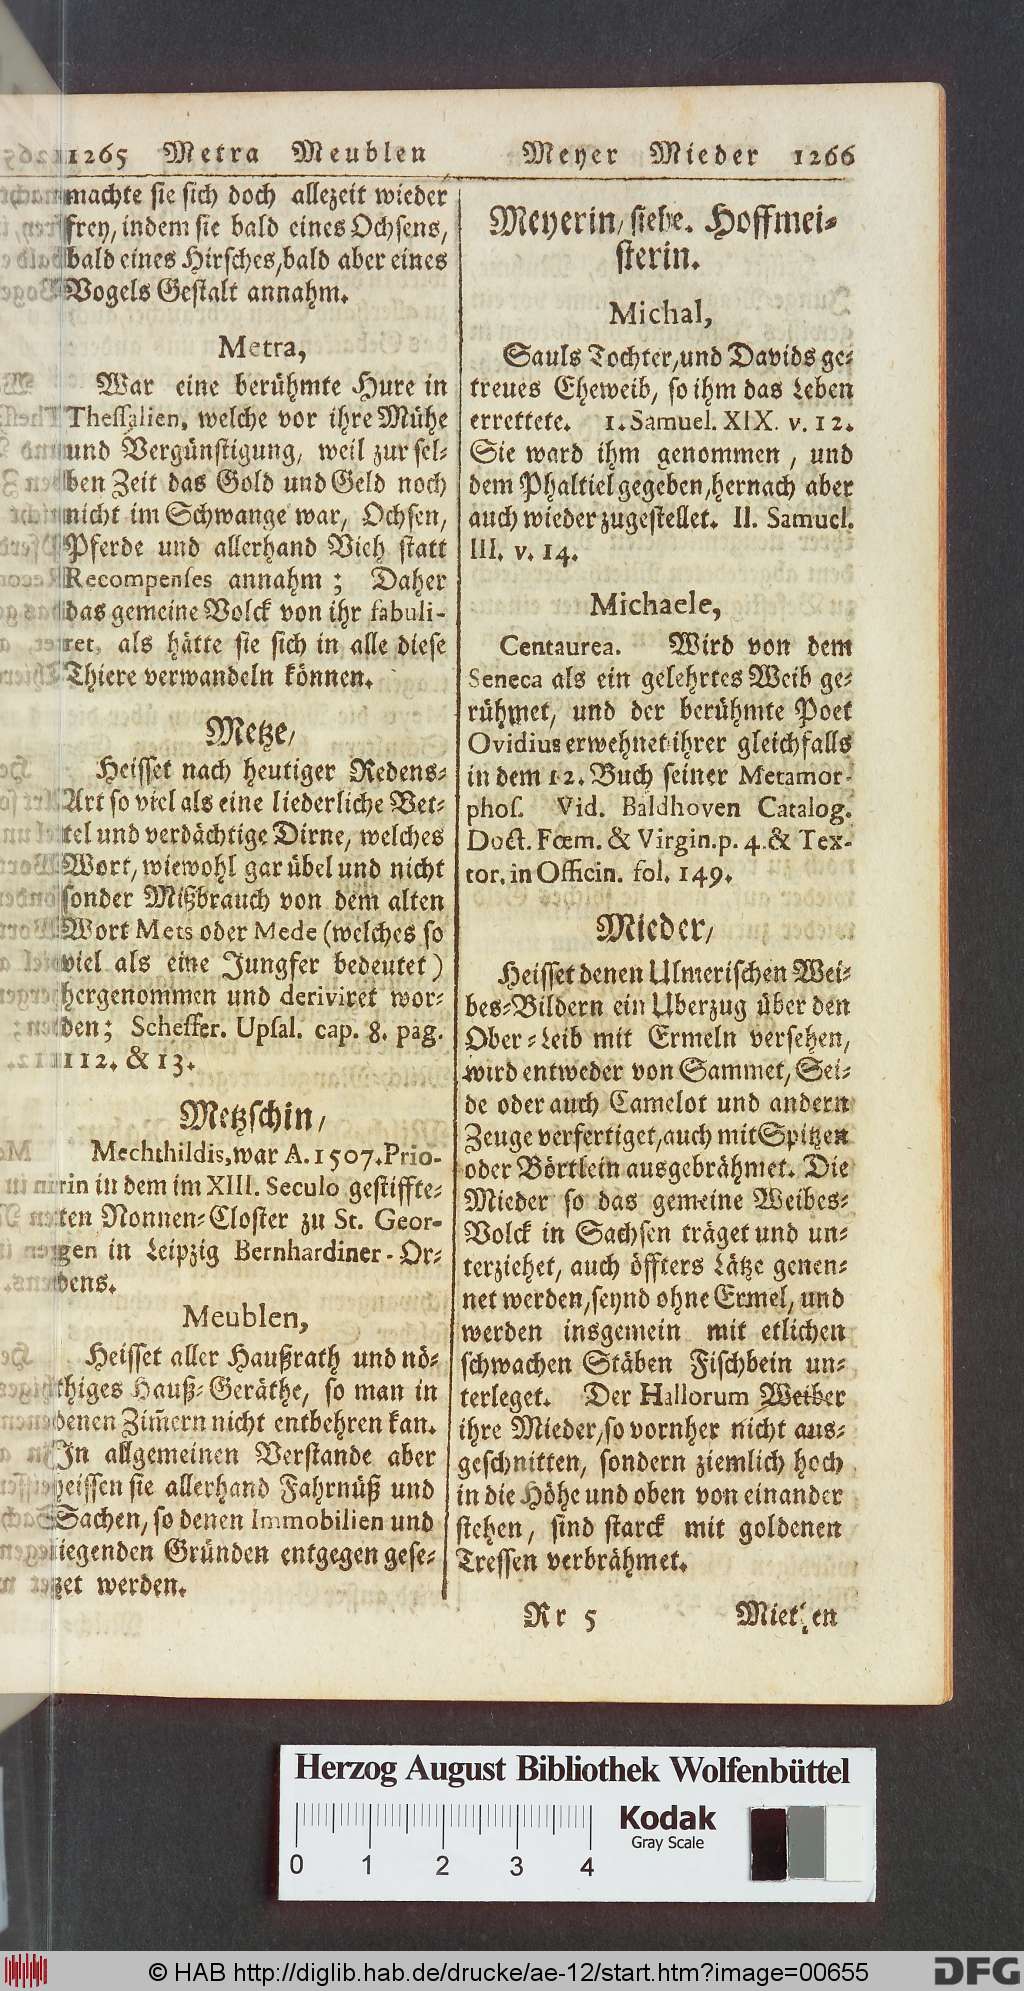 1265 Metra Meublen
machte sie sich doch allezeit wieder
frey, indem sie bald eines Ochsens,
bald eines Hirsches, bald aber eines
Vogels Gestalt annahm.
Metra,
War eine berühmte Hure in
Thessalien, welche vor ihre Mühe
und Vergünstigung, weil zur sel-
ben Zeit das Gold und Geld noch
nicht im Schwange war, Ochsen,
Pferde und allerhand Vieh statt
Recompenses annahm; Daher
das gemeine Volck von ihr fabuli-
ret, als hätte sie sich in alle diese
Thiere verwandeln können.
Metze,
Heisset nach heutiger Redens-
Art so viel als eine liederliche Vet-
tel und verdächtige Dirne, welches
Wort, wiewohl gar übel und nicht
sonder Mißbrauch von dem alten
Wort Mets oder Mede (welches so
viel als eine Jungfer bedeutet)
hergenommen und deriviret wor-
den; Scheffer. Upsal. cap. 8. pag.
112. & 13.
Metzschin,
Mechthildis, war A. 1507. Prio-
rin in dem im XIII. Seculo gestiffte-
ten Nonnen-Closter zu St. Geor-
gen in Leipzig Bernhardiner-Or-
dens.
Meublen,
Heisset aller Haußrath und nö-
thiges Hauß-Geräthe, so man in
denen Zim̄ern nicht entbehren kan.
In allgemeinen Verstande aber
heissen sie allerhand Fahrnüß und
Sachen, so denen Immobilien und
liegenden Gründen entgegen gese-
tzet werden.
Meyer Mieder 1266
Meyerin, siehe. Hoffmei-
sterin.
Michal,
Sauls Tochter, und Davids ge-
treues Eheweib, so ihm das Leben
errettete. 1. Samuel. XIX. v. 12.
Sie ward ihm genommen, und
dem Phaltiel gegeben, hernach aber
auch wieder zugestellet. II. Samuel.
III. v. 14.
Michaele,
Centaurea. Wird von dem
Seneca als ein gelehrtes Weib ge-
rühmet, und der berühmte Poet
Ovidius erwehnet ihrer gleichfalls
in dem 12. Buch seiner Metamor-
phos. Vid. Baldhoven Catalog.
Doct. Fœm. & Virgin. p. 4. & Tex-
tor. in Officin. fol. 149.
Mieder,
Heisset denen Ulmerischen Wei-
bes-Bildern ein Uberzug über den
Ober-Leib mit Ermeln versehen,
wird entweder von Sammet, Sei-
de oder auch Camelot und andern
Zeuge verfertiget, auch mit Spitzen
oder Börtlein ausgebrähmet. Die
Mieder so das gemeine Weibes-
Volck in Sachsen träget und un-
terziehet, auch öffters Lätze genen-
net werden, seynd ohne Ermel, und
werden insgemein mit etlichen
schwachen Stäben Fischbein un-
terleget. Der Hallorum Weiber
ihre Mieder, so vornher nicht aus-
geschnitten, sondern ziemlich hoch
in die Höhe und oben von einander
stehen, sind starck mit goldenen
Tressen verbrähmet.
Rr 5 Miethen
Herzog August Bibliothek Wolfenbüttel
Kodak
Gray Scale
0 1 2 3 4
© HAB http://diglib.hab.de/drucke/ae-12/start.htm?image=00655
DFG